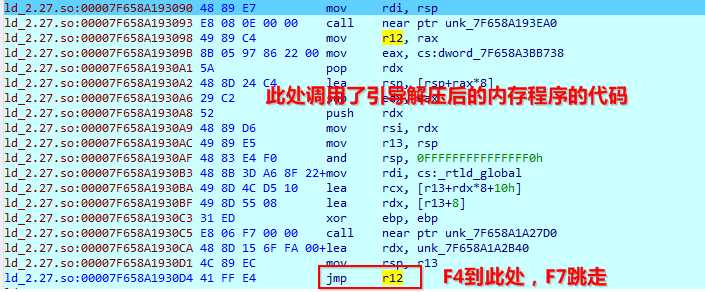 ld_2.27.so:00007F658A193090 48 89 E7 mov rdi, rsp
ld_2.27.so:00007F658A193093 E8 08 0E 00 00 call near ptr unk_7F658A193EA0
ld_2.27.so:00007F658A193098 49 89 C4 mov r12, rax
ld_2.27.so:00007F658A19309B 8B 05 97 86 22 00 mov eax, cs:dword_7F658A3BB738
ld_2.27.so:00007F658A1930A1 5A pop rdx
ld_2.27.so:00007F658A1930A2 48 8D 24 C4 lea rsp, [rsp+rax*8]
ld_2.27.so:00007F658A1930A6 29 C2
此处调用了引导解压后的内存程序的代码
ld_2.27.so:00007F658A1930A8 52 push rdx
ld_2.27.so:00007F658A1930A9 48 89 D6 mov rsi, rdx
ld_2.27.so:00007F658A1930AC 49 89 E5 mov r13, rsp
ld_2.27.so:00007F658A1930AF 48 83 E4 F0 and rsp, 0FFFFFFFFFFFFFFF0h
ld_2.27.so:00007F658A1930B3 48 8B 3D A6 8F 22+mov rdi, cs:_rtld_global
ld_2.27.so:00007F658A1930BA 49 8D 4C D5 10 lea rcx, [r13+rdx*8+10h]
ld_2.27.so:00007F658A1930BF 49 8D 55 08 lea rdx, [r13+8]
ld_2.27.so:00007F658A1930C3 31 ED xor ebp, ebp
ld_2.27.so:00007F658A1930C5 E8 06 F7 00 00 call near ptr unk_7F658A1A27D0
ld_2.27.so:00007F658A1930CA 48 8D 15 6F FA 00+lea rdx, unk_7F658A1A2B40
ld_2.27.so:00007F658A1930D1 4C 89 EC mov rsp, r13
ld_2.27.so:00007F658A1930D4 41 FF E4 jmp r12
F4到此处，F7跳走